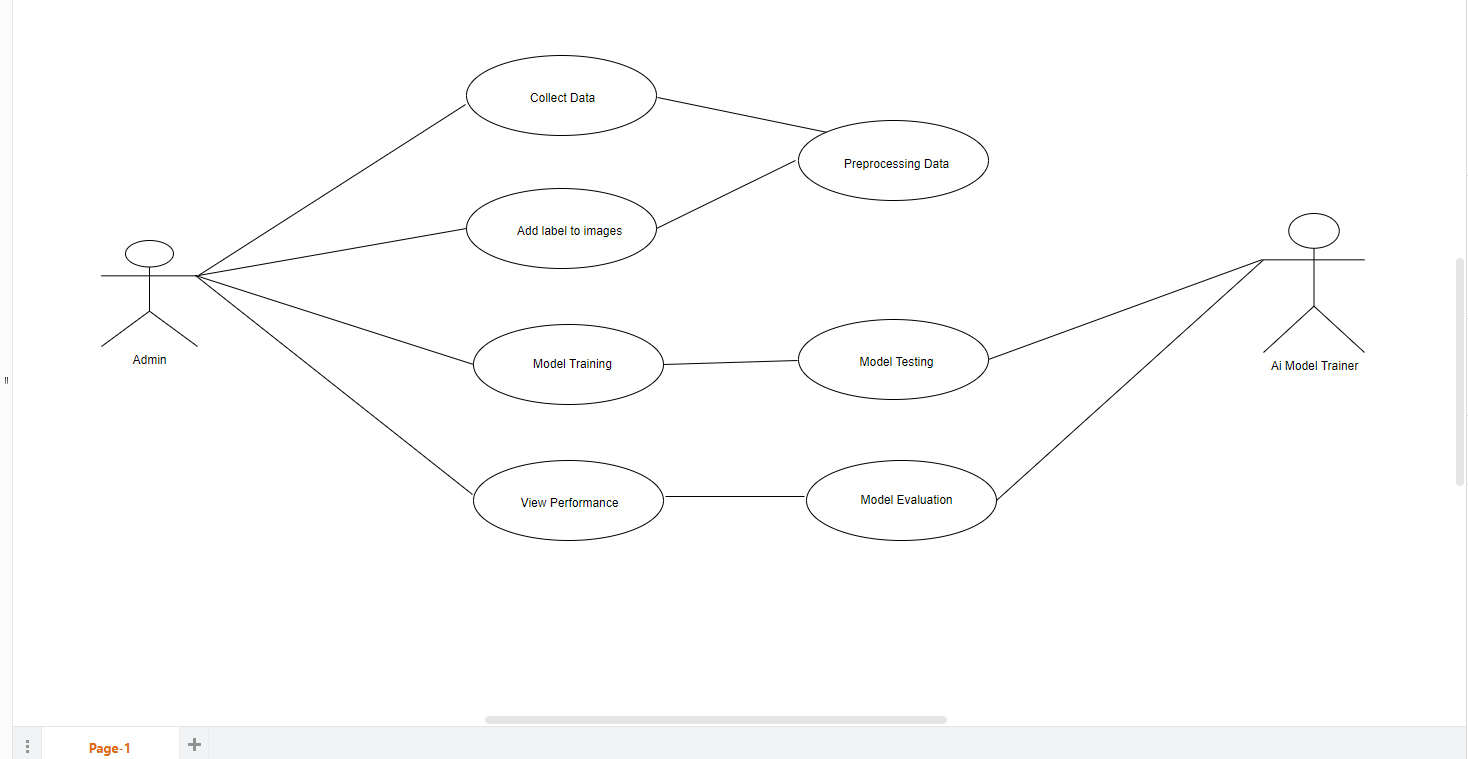 Collect Data
Preprocessing Data
Add label to images
Admin
Model Training
Model Testing
Ai Model Trainer
View Performance
Model Evaluation
Page-1